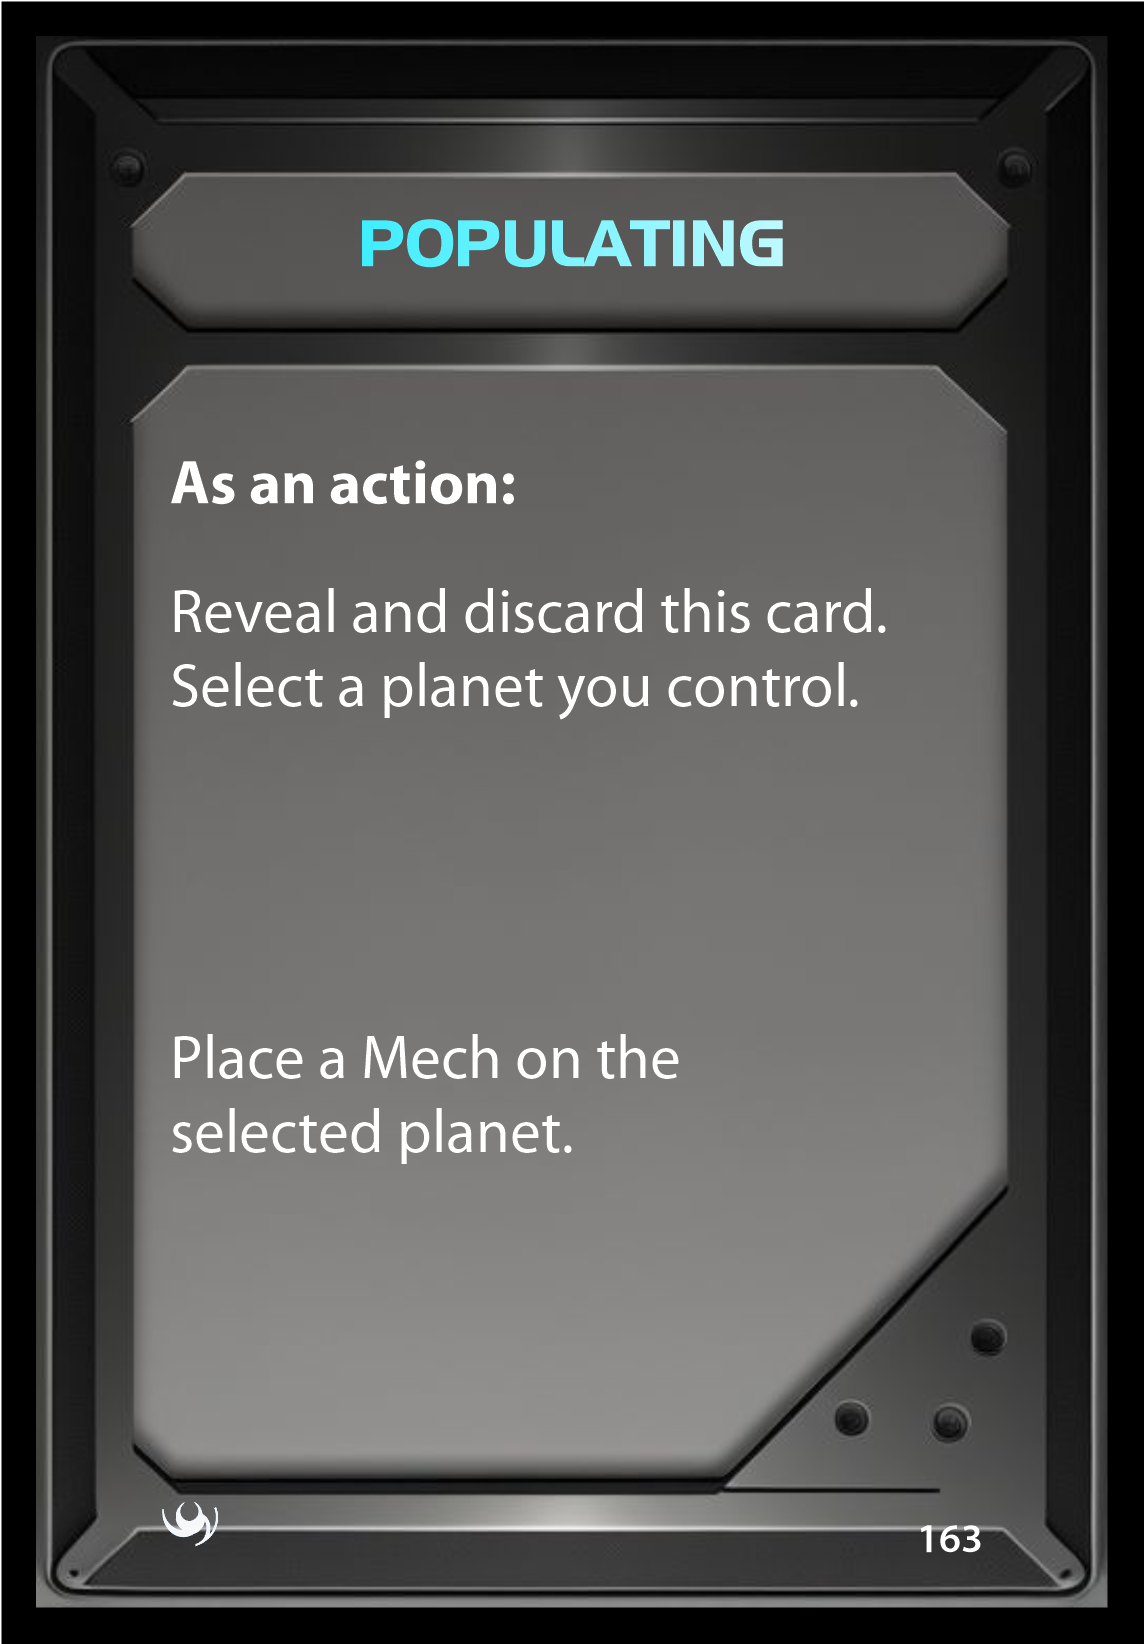 POPULATING
As an action:
Reveal and discard this card.
Select a planet you control.
Place a Mech on the
selected planet.
163